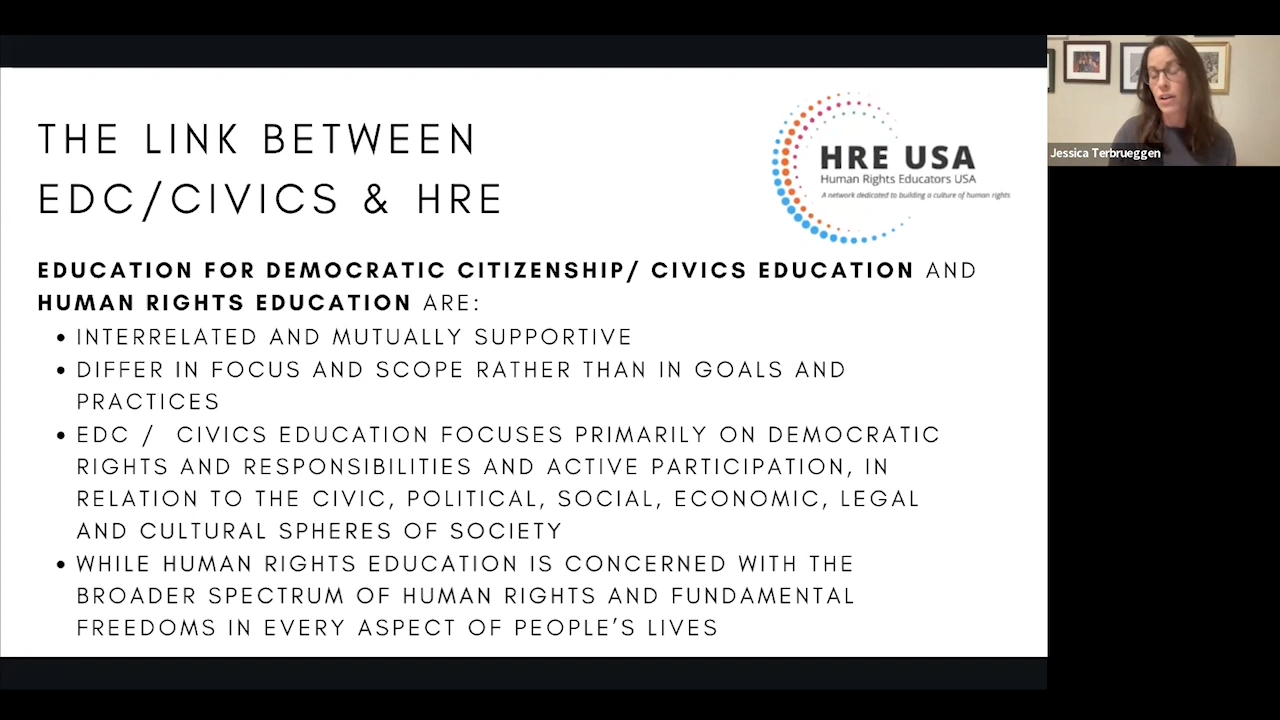 THE LINK BETWEEN
EDC/CIVICS & HRE
HRE USA
Human Rights Educators USA
A network dedicated to building a culture of human rights
Jessica Terbrueggen
EDUCATION FOR DEMOCRATIC CITIZENSHIP/ CIVICS EDUCATION AND
HUMAN RIGHTS EDUCATION ARE:
• INTERRELATED AND MUTUALLY SUPPORTIVE
• DIFFER IN FOCUS AND SCOPE RATHER THAN IN GOALS AND
PRACTICES
• EDC / CIVICS EDUCATION FOCUSES PRIMARILY ON DEMOCRATIC
RIGHTS AND RESPONSIBILITIES AND ACTIVE PARTICIPATION, IN
RELATION TO THE CIVIC, POLITICAL, SOCIAL, ECONOMIC, LEGAL
AND CULTURAL SPHERES OF SOCIETY
• WHILE HUMAN RIGHTS EDUCATION IS CONCERNED WITH THE
BROADER SPECTRUM OF HUMAN RIGHTS AND FUNDAMENTAL
FREEDOMS IN EVERY ASPECT OF PEOPLE'S LIVES